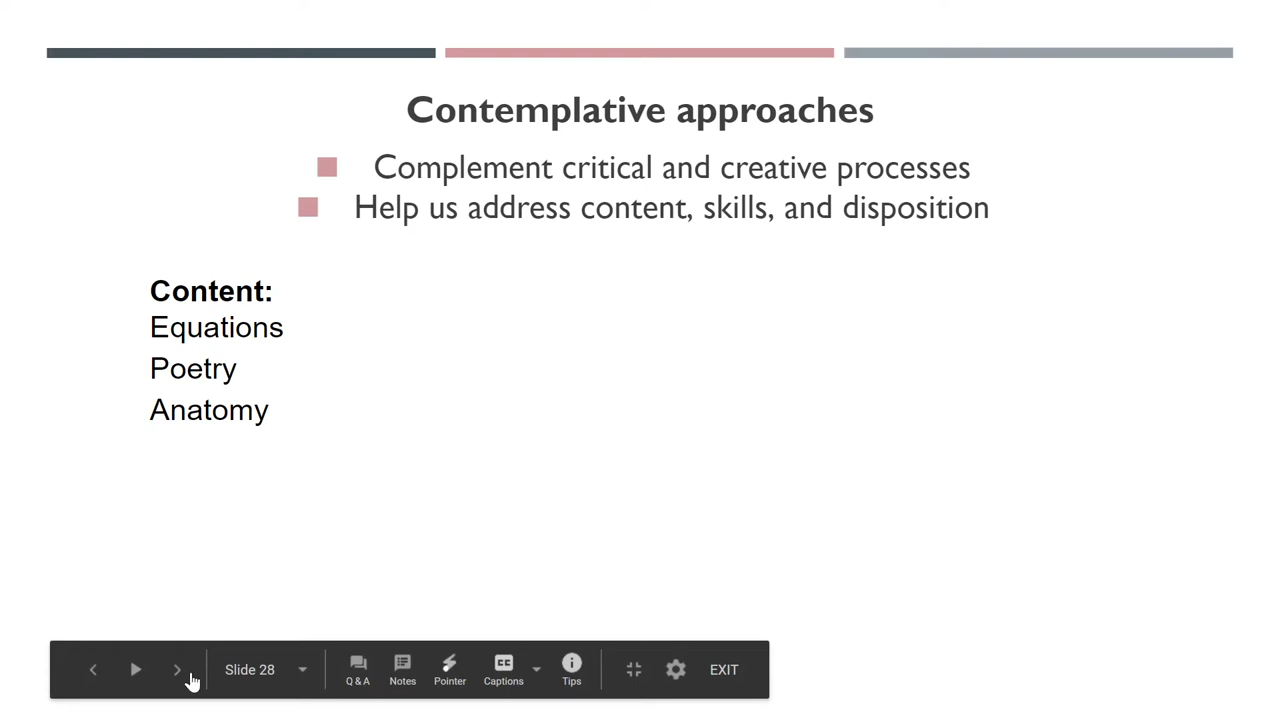 Contemplative approaches
Complement critical and creative processes
Help us address content, skills, and disposition
Content:
Equations
Poetry
Anatomy
Slide 28
Q & A
Notes
Pointer
CC
Captions
Tips
EXIT